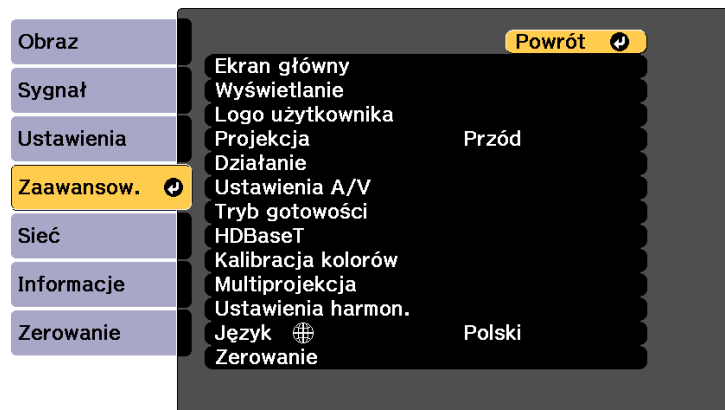 Obraz
Sygnał
Ustawienia
Zaawansow.
Sieć
Informacje
Zerowanie
Powrót
Ekran główny
Wyświetlanie
Logo użytkownika
Projekcja Przód
Działanie
Ustawienia A/V
Tryb gotowości
HDBaseT
Kalibracja kolorów
Multiprojekcja
Ustawienia harmon.
Język Polski
Zerowanie